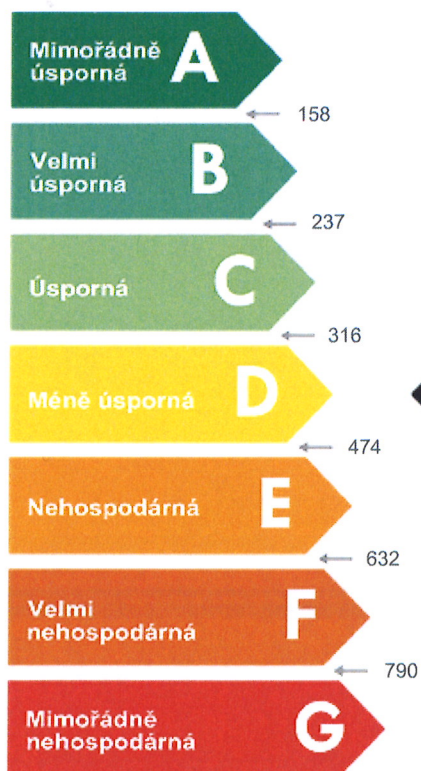 Mimořádně
úsporná
A
158
Velmi
úsporná
B
237
Úsporná
C
316
Méně úsporná
D
474
Nehospodárná
E
632
Velmi
nehospodárná
F
790
Mimořádně
nehospodárná
G